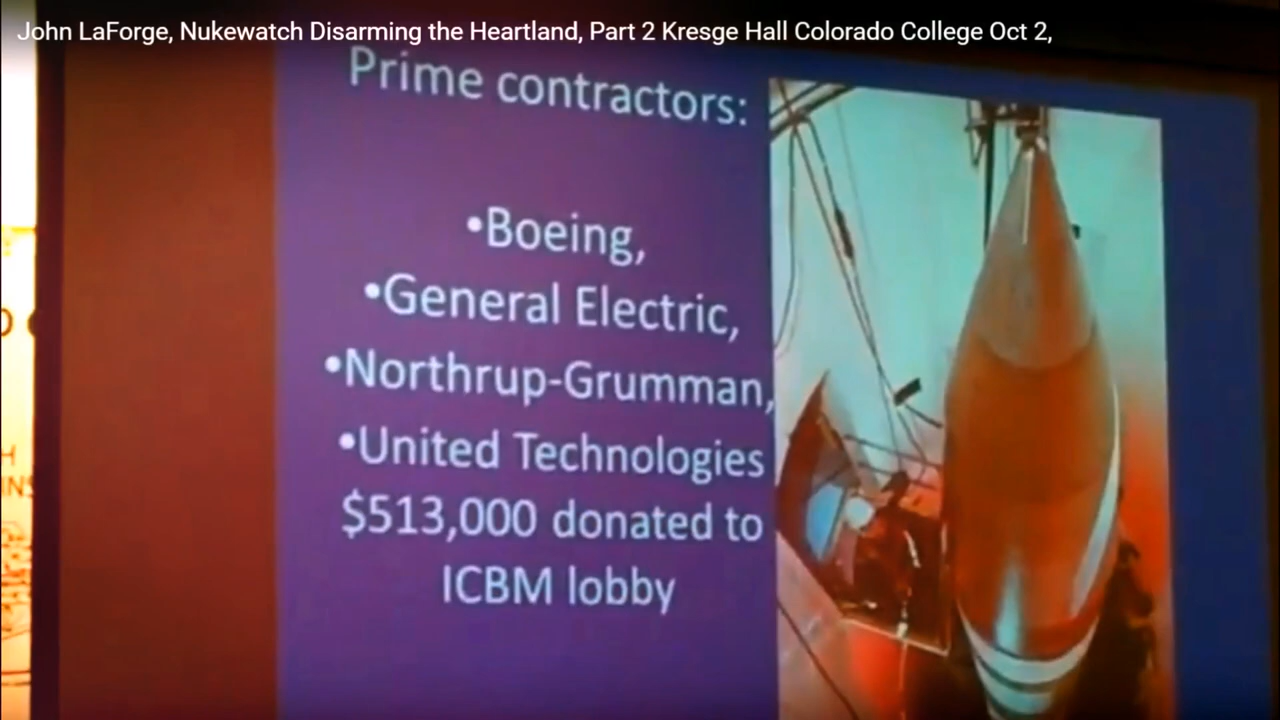 John LaForge, Nukewatch Disarming the Heartland, Part 2 Kresge Hall Colorado College Oct 2,
Prime contractors:
•Boeing,
•General Electric,
•Northrup-Grumman,
•United Technologies
$513,000 donated to
ICBM lobby